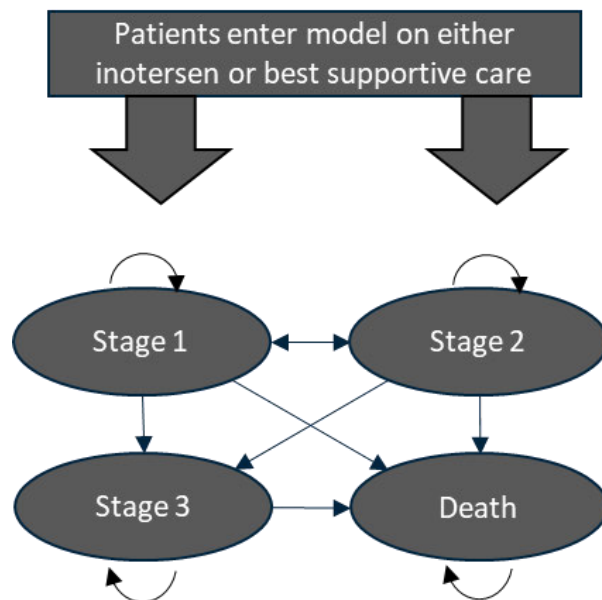 Patients enter model on either
inotersen or best supportive care
Stage 1
Stage 2
Stage 3
Death